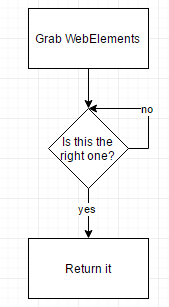 Grab WebElements
no
Is this the
right one?
yes
Return it